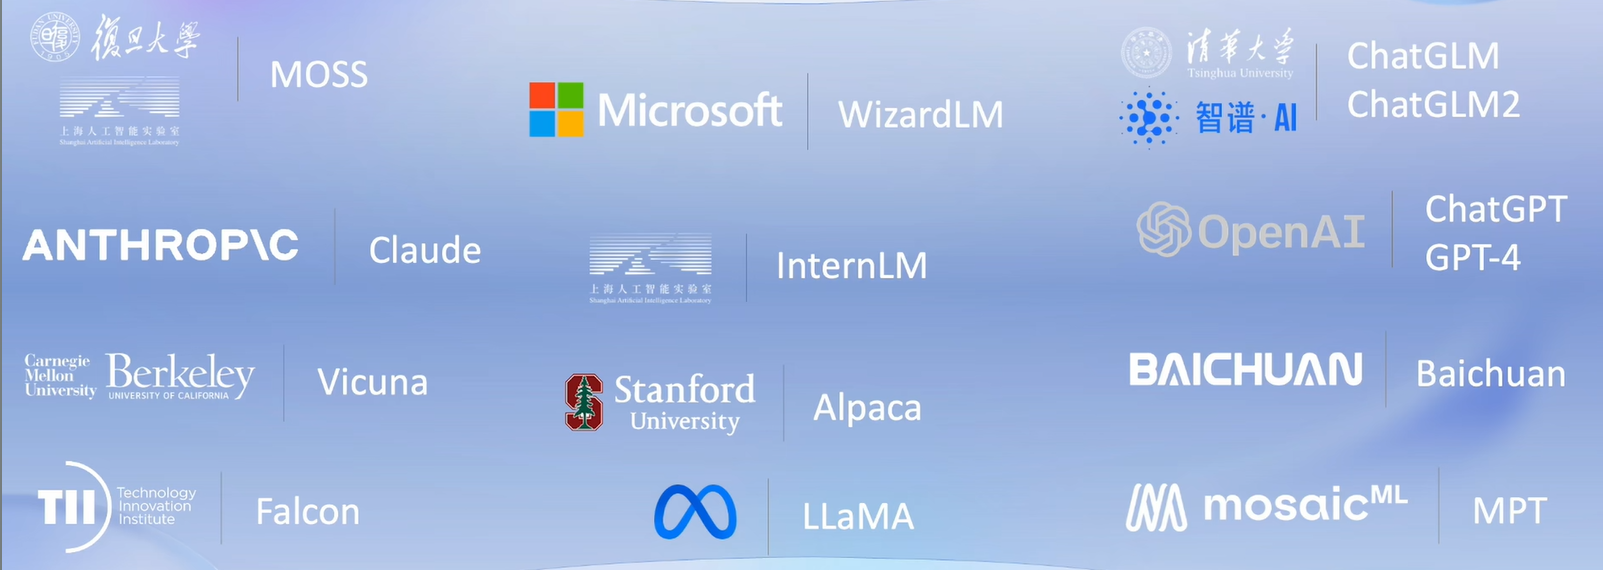 復旦大學
MOSS
上海人工智能实验室
Shanghai Artificial Intelligence Laboratory
Microsoft
WizardLM
清華大学
Tsinghua University
智谱·AI
ChatGLM
ChatGLM2
ANTHROP\C
Claude
上海人工智能实验室
Shanghai Artificial Intelligence Laboratory
InternLM
OpenAI
ChatGPT
GPT-4
Carnegie
Mellon
University
Berkeley
UNIVERSITY OF CALIFORNIA
Vicuna
Stanford
University
Alpaca
BAICHUAN
Baichuan
TII
Technology
Innovation
Institute
Falcon
LLaMA
mosaicML
MPT